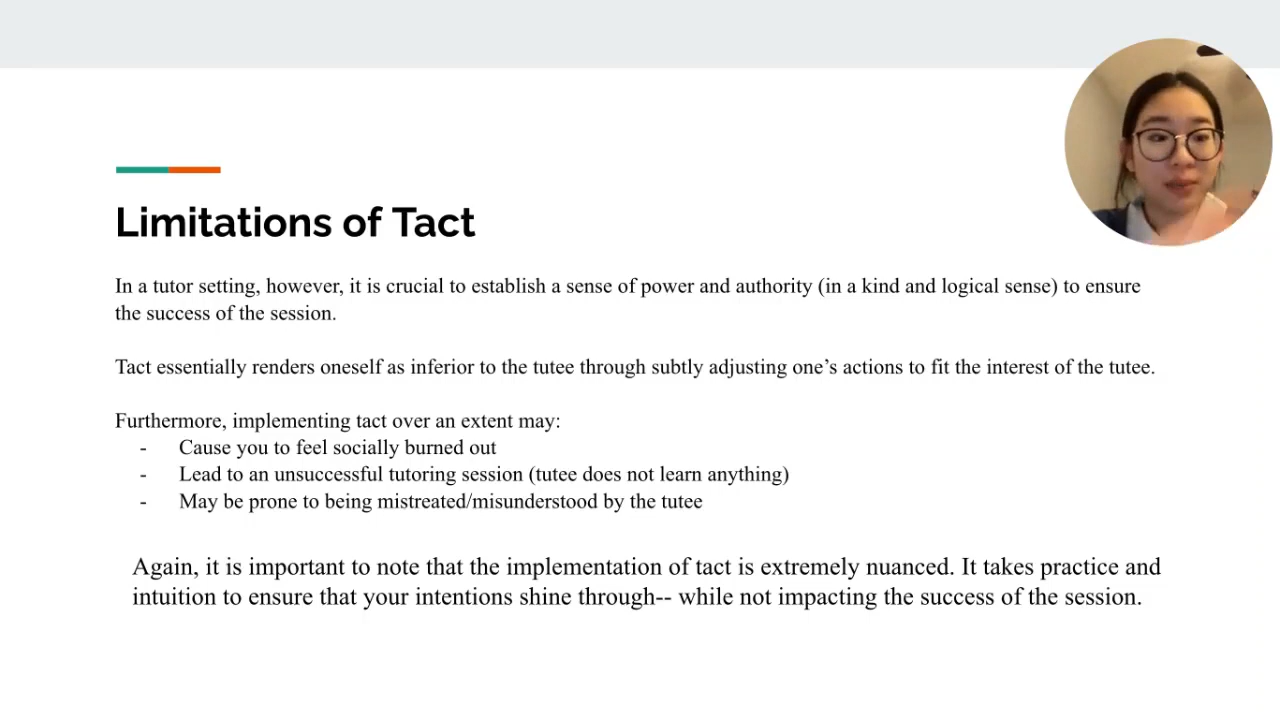 Limitations of Tact
In a tutor setting, however, it is crucial to establish a sense of power and authority (in a kind and logical sense) to ensure
the success of the session.
Tact essentially renders oneself as inferior to the tutee through subtly adjusting one’s actions to fit the interest of the tutee.
Furthermore, implementing tact over an extent may:
- Cause you to feel socially burned out
- Lead to an unsuccessful tutoring session (tutee does not learn anything)
- May be prone to being mistreated/misunderstood by the tutee
Again, it is important to note that the implementation of tact is extremely nuanced. It takes practice and
intuition to ensure that your intentions shine through-- while not impacting the success of the session.